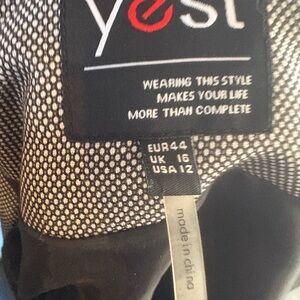 yest
WEARING THIS STYLE
MAKES YOUR LIFE
MORE THAN COMPLETE
EUR 44
UK 16
USA 12
made in china